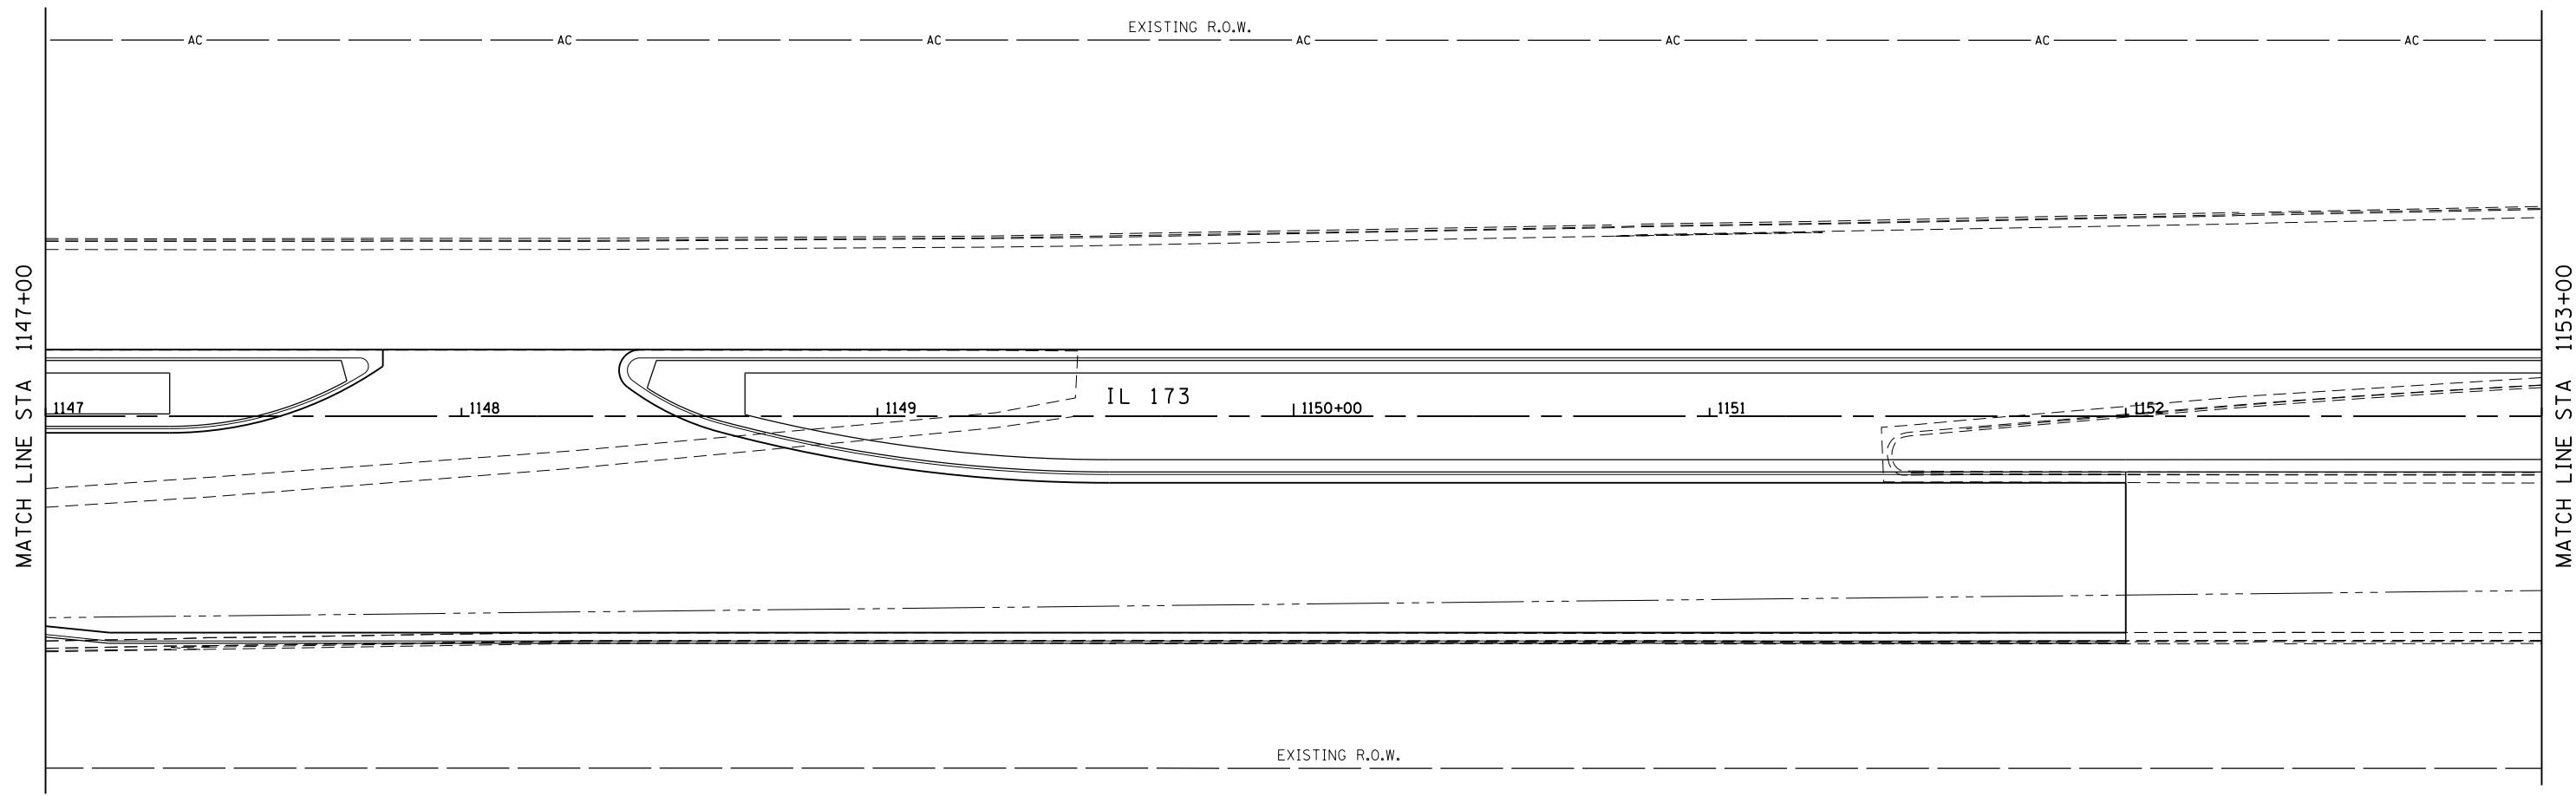 EXISTING R.O.W.
AC AC AC AC AC AC AC
MATCH LINE STA 1147+00
MATCH LINE STA 1153+00
IL 173
1147 1148 1149 1150+00 1151 1152
EXISTING R.O.W.